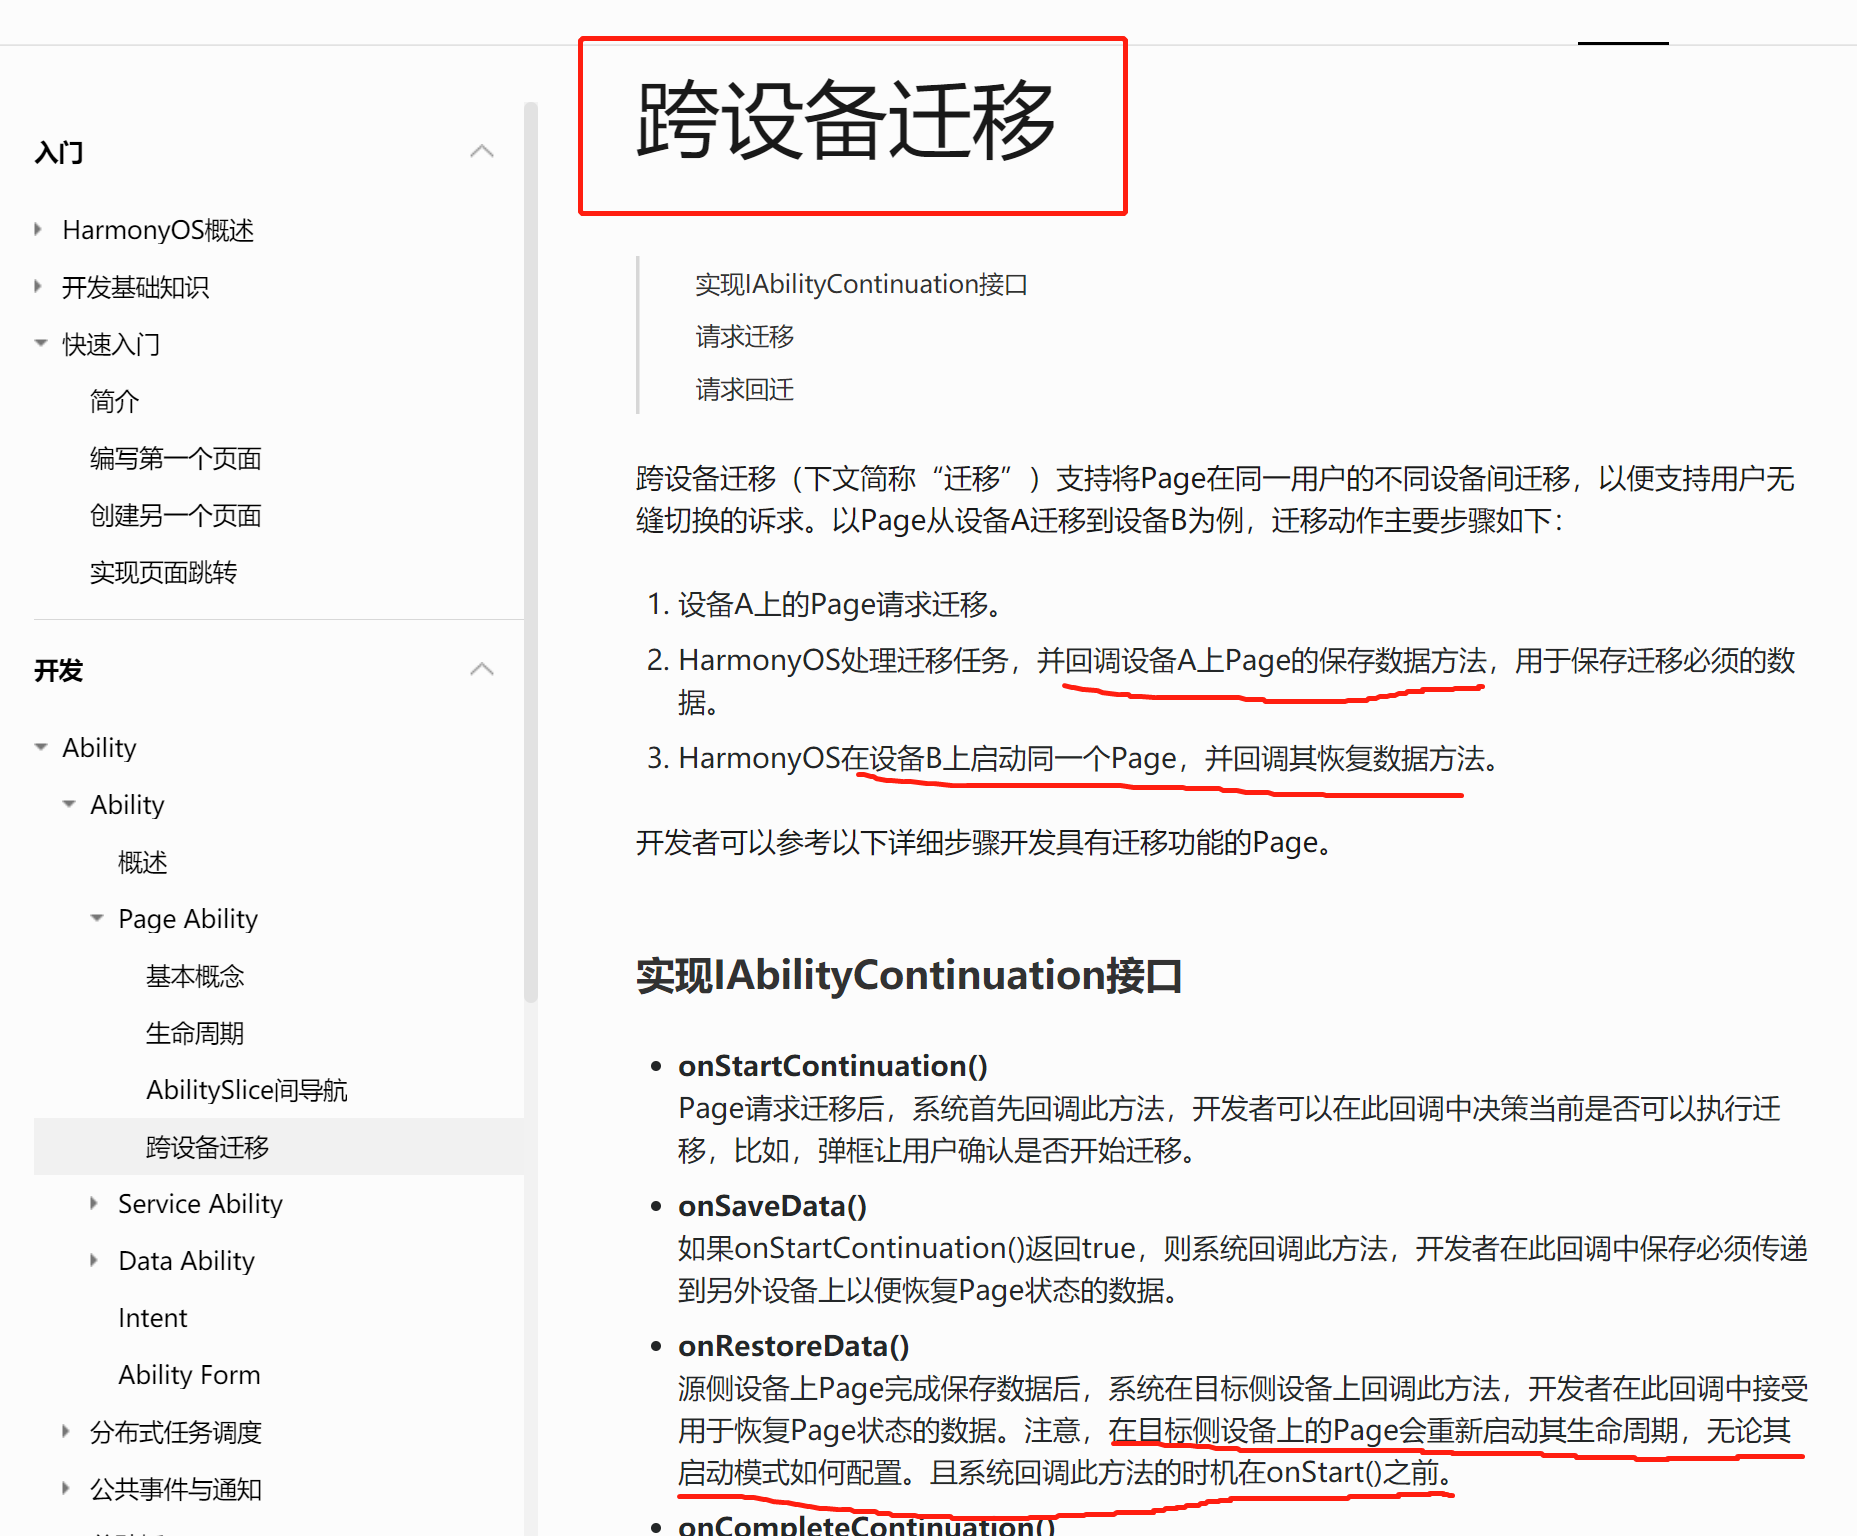 入门
HarmonyOS概述
开发基础知识
快速入门
简介
编写第一个页面
创建另一个页面
实现页面跳转
开发
Ability
Ability
概述
Page Ability
基本概念
生命周期
AbilitySlice间导航
跨设备迁移
Service Ability
Data Ability
Intent
Ability Form
分布式任务调度
公共事件与通知
跨设备迁移
实现IAbilityContinuation接口
请求迁移
请求回迁
跨设备迁移（下文简称“迁移”）支持将Page在同一用户的不同设备间迁移，以便支持用户无
缝切换的诉求。以Page从设备A迁移到设备B为例，迁移动作主要步骤如下：
1. 设备A上的Page请求迁移。
2. HarmonyOS处理迁移任务，并回调设备A上Page的保存数据方法，用于保存迁移必须的数
据。
3. HarmonyOS在设备B上启动同一个Page，并回调其恢复数据方法。
开发者可以参考以下详细步骤开发具有迁移功能的Page。
实现IAbilityContinuation接口
• onStartContinuation()
Page请求迁移后，系统首先回调此方法，开发者可以在此回调中决策当前是否可以执行迁
移，比如，弹框让用户确认是否开始迁移。
• onSaveData()
如果onStartContinuation()返回true，则系统回调此方法，开发者在此回调中保存必须传递
到另外设备上以便恢复Page状态的数据。
• onRestoreData()
源侧设备上Page完成保存数据后，系统在目标侧设备上回调此方法，开发者在此回调中接受
用于恢复Page状态的数据。注意，在目标侧设备上的Page会重新启动其生命周期，无论其
启动模式如何配置。且系统回调此方法的时机在onStart()之前。
• onCompleteContinuation()